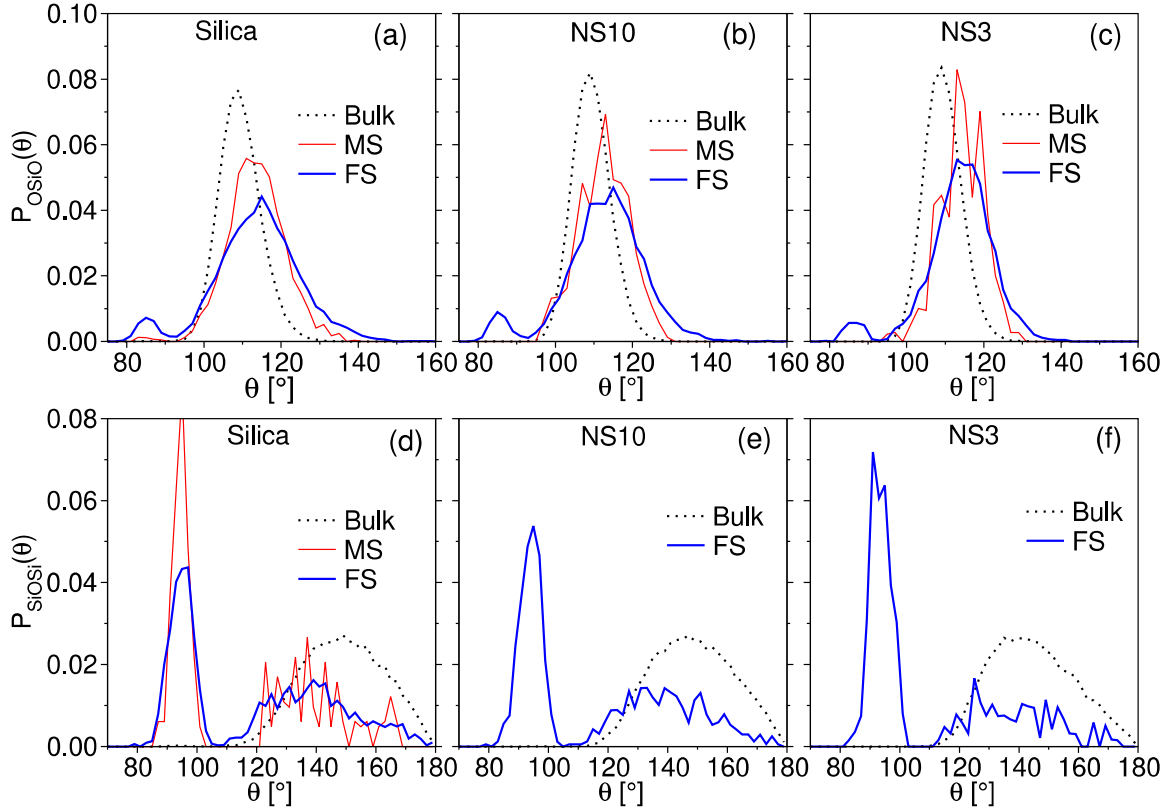 Silica (a)
Bulk
MS
FS
NS10 (b)
Bulk
MS
FS
NS3 (c)
Bulk
MS
FS
P_OSiO(θ)
0.10
0.08
0.06
0.04
0.02
0.00
100 120 140 160
80 100 120 140 160
80 100 120 140 160
θ [°] θ [°] θ [°]
Silica (d)
Bulk
MS
FS
NS10 (e)
Bulk
FS
NS3 (f)
Bulk
FS
P_SiOSi(θ)
0.08
0.06
0.04
0.02
0.00
80 100 120 140 160 180
80 100 120 140 160 180
80 100 120 140 160 180
θ [°] θ [°] θ [°]